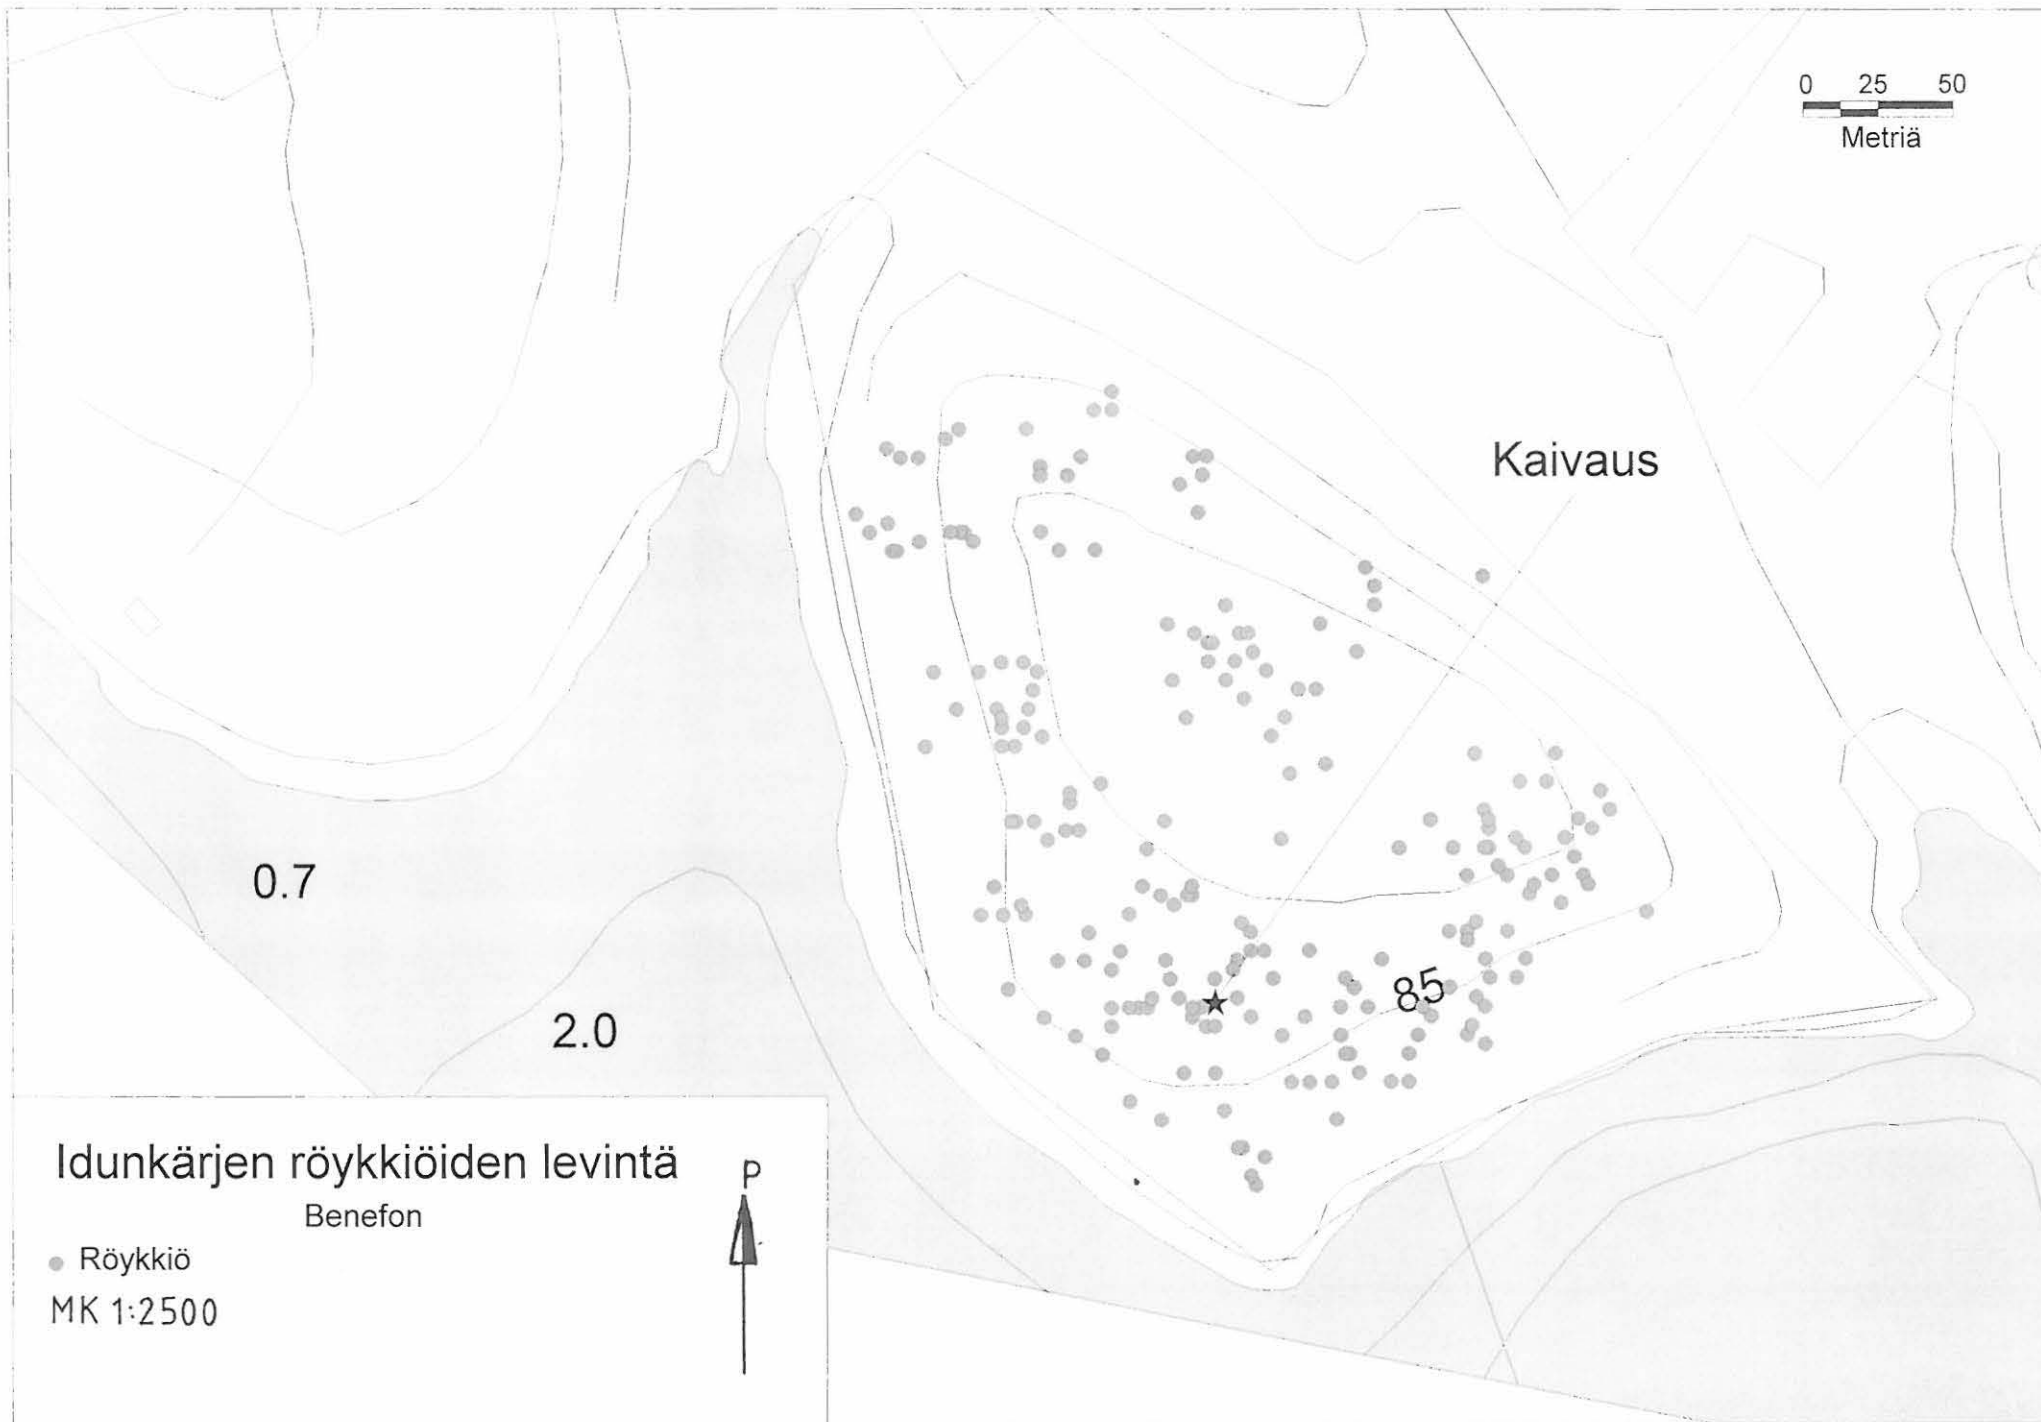 0 25 50
Metriä
Kaivaus
0.7
2.0
85
Idunkärjen röykkiöiden levintä
Benefon
Röykkiö
MK 1:2500
P